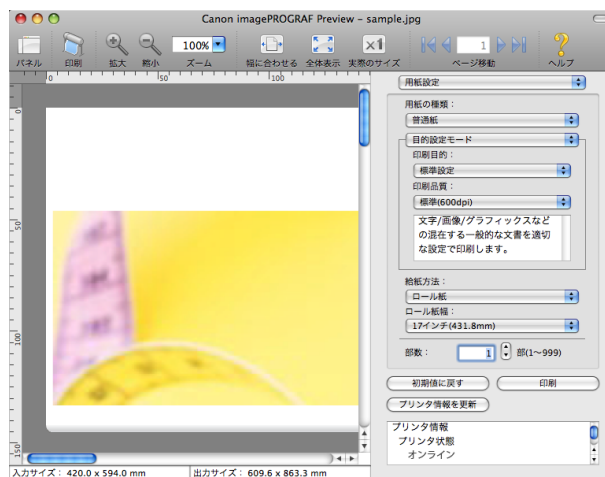 Canon imagePROGRAF Preview – sample.jpg
パネル 印刷 拡大 縮小 100% ズーム 幅に合わせる 全体表示 実際のサイズ 1 ページ移動 ヘルプ
0 50 100
0
50
100
150
用紙設定
用紙の種類：
普通紙
目的設定モード
印刷目的：
標準設定
印刷品質：
標準(600dpi)
文字/画像/グラフィックスなど
の混在する一般的な文書を適切
な設定で印刷します。
給紙方法：
ロール紙
ロール紙幅：
17インチ(431.8mm)
部数： 1 部(1〜999)
初期値に戻す 印刷
プリンタ情報を更新
プリンタ情報
プリンタ状態
オンライン
入力サイズ： 420.0 x 594.0 mm 出力サイズ： 609.6 x 863.3 mm